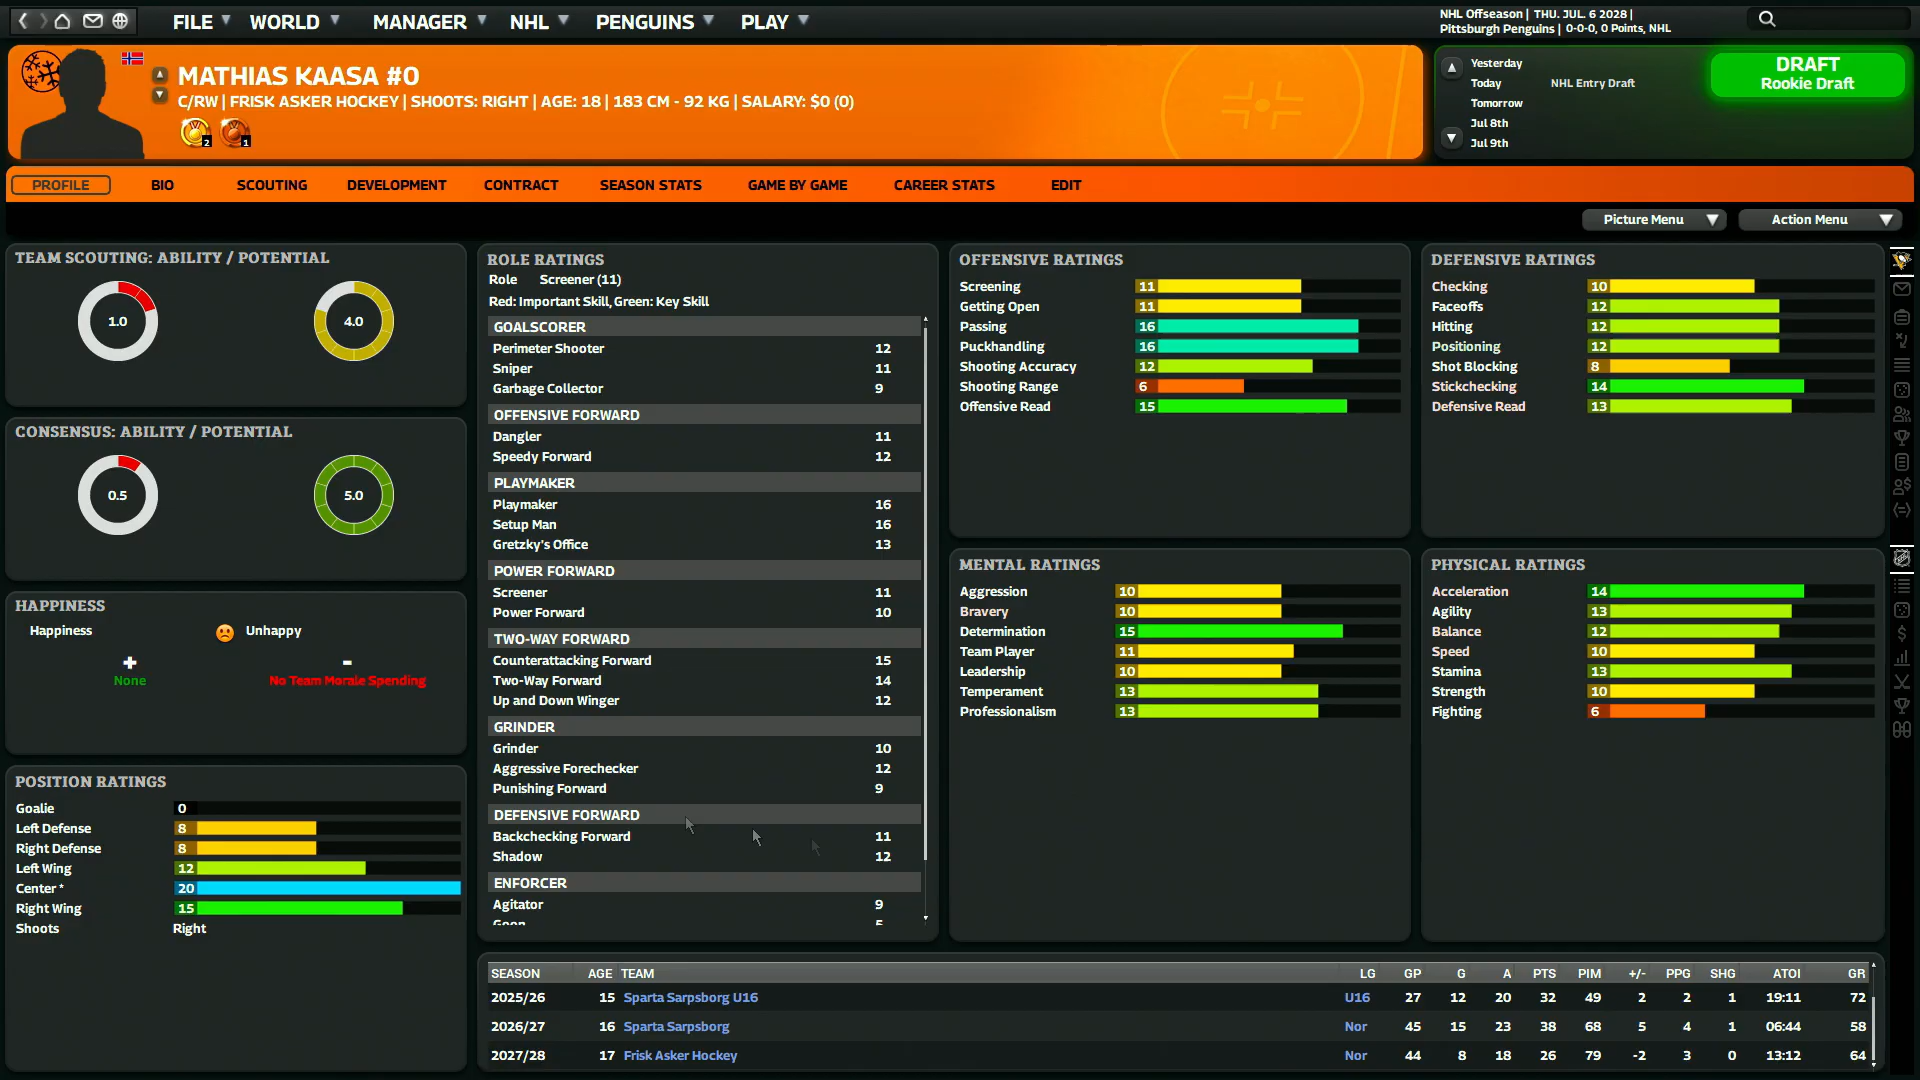 FILE WORLD MANAGER NHL PENGUINS PLAY
NHL Offseason | THU. JUL. 6 2028 |
Pittsburgh Penguins | 0-0-0, 0 Points, NHL
MATHIAS KAASA #0
C/RW | FRISK ASKER HOCKEY | SHOOTS: RIGHT | AGE: 18 | 183 CM - 92 KG | SALARY: $0 (0)
2 1
Yesterday
Today NHL Entry Draft
Tomorrow
Jul 8th
Jul 9th
DRAFT
Rookie Draft
PROFILE BIO SCOUTING DEVELOPMENT CONTRACT SEASON STATS GAME BY GAME CAREER STATS EDIT
Picture Menu Action Menu
TEAM SCOUTING: ABILITY / POTENTIAL
1.0 4.0
CONSENSUS: ABILITY / POTENTIAL
0.5 5.0
HAPPINESS
Happiness Unhappy
+ -
None No Team Morale Spending
POSITION RATINGS
Goalie 0
Left Defense 8
Right Defense 8
Left Wing 12
Center * 20
Right Wing 15
Shoots Right
ROLE RATINGS
Role Screener (11)
Red: Important Skill, Green: Key Skill
GOALSCORER
Perimeter Shooter 12
Sniper 11
Garbage Collector 9
OFFENSIVE FORWARD
Dangler 11
Speedy Forward 12
PLAYMAKER
Playmaker 16
Setup Man 16
Gretzky's Office 13
POWER FORWARD
Screener 11
Power Forward 10
TWO-WAY FORWARD
Counterattacking Forward 15
Two-Way Forward 14
Up and Down Winger 12
GRINDER
Grinder 10
Aggressive Forechecker 12
Punishing Forward 9
DEFENSIVE FORWARD
Backchecking Forward 11
Shadow 12
ENFORCER
Agitator 9
Goon 5
OFFENSIVE RATINGS
Screening 11
Getting Open 11
Passing 16
Puckhandling 16
Shooting Accuracy 12
Shooting Range 6
Offensive Read 15
DEFENSIVE RATINGS
Checking 10
Faceoffs 12
Hitting 12
Positioning 12
Shot Blocking 8
Stickchecking 14
Defensive Read 13
MENTAL RATINGS
Aggression 10
Bravery 10
Determination 15
Team Player 11
Leadership 10
Temperament 13
Professionalism 13
PHYSICAL RATINGS
Acceleration 14
Agility 13
Balance 12
Speed 10
Stamina 13
Strength 10
Fighting 6
SEASON AGE TEAM LG GP G A PTS PIM +/- PPG SHG ATOI GR
2025/26 15 Sparta Sarpsborg U16 U16 27 12 20 32 49 2 2 1 19:11 72
2026/27 16 Sparta Sarpsborg Nor 45 15 23 38 68 5 4 1 06:44 58
2027/28 17 Frisk Asker Hockey Nor 44 8 18 26 79 -2 3 0 13:12 64